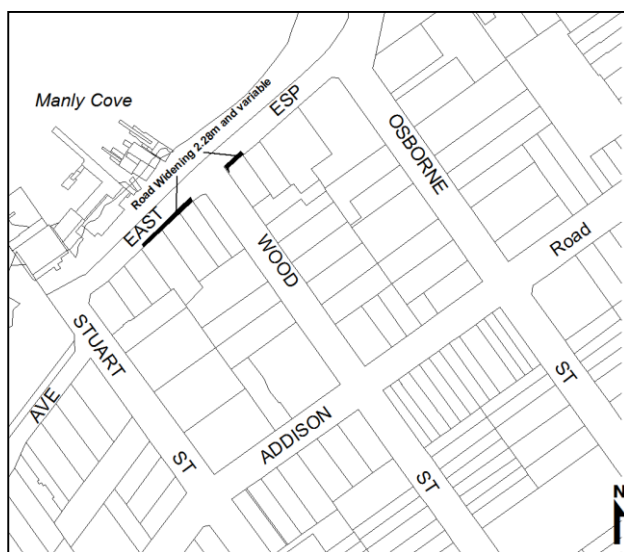 Manly Cove
Road Widening 2.28m and variable
EAST
ESP
OSBORNE
ST
WOOD
ST
STUART
ST
AVE
ADDISON
Road
N